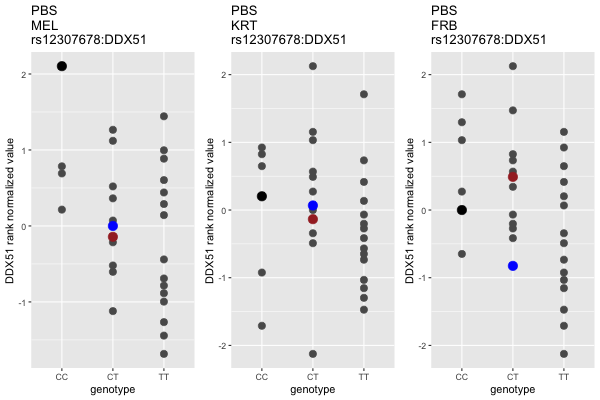 PBS
MEL
rs12307678:DDX51
DDX51 rank normalized value
2
1
0
-1
CC
CT
TT
genotype
PBS
KRT
rs12307678:DDX51
DDX51 rank normalized value
2
1
0
-1
-2
CC
CT
TT
genotype
PBS
FRB
rs12307678:DDX51
DDX51 rank normalized value
2
1
0
-1
-2
CC
CT
TT
genotype